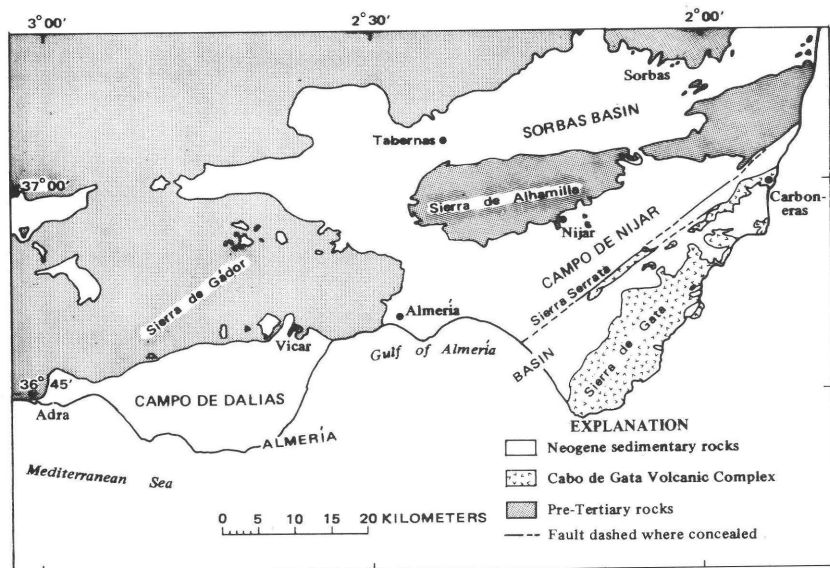 3°00'
2°30'
2°00'
Sorbas
Tabernas
SORBAS BASIN
37°00'
Sierra de Alhamilla
Carbon-
eras
Níjar
CAMPO DE NIJAR
Sierra de Gádor
Sierra Serrata
Almería
Sierra de Gata
Vicar
Gulf of Almería
BASIN
36°45'
Adra
CAMPO DE DALIAS
ALMERÍA
Mediterranean Sea
EXPLANATION
Neogene sedimentary rocks
Cabo de Gata Volcanic Complex
Pre-Tertiary rocks
Fault dashed where concealed
0 5 10 15 20 KILOMETERS